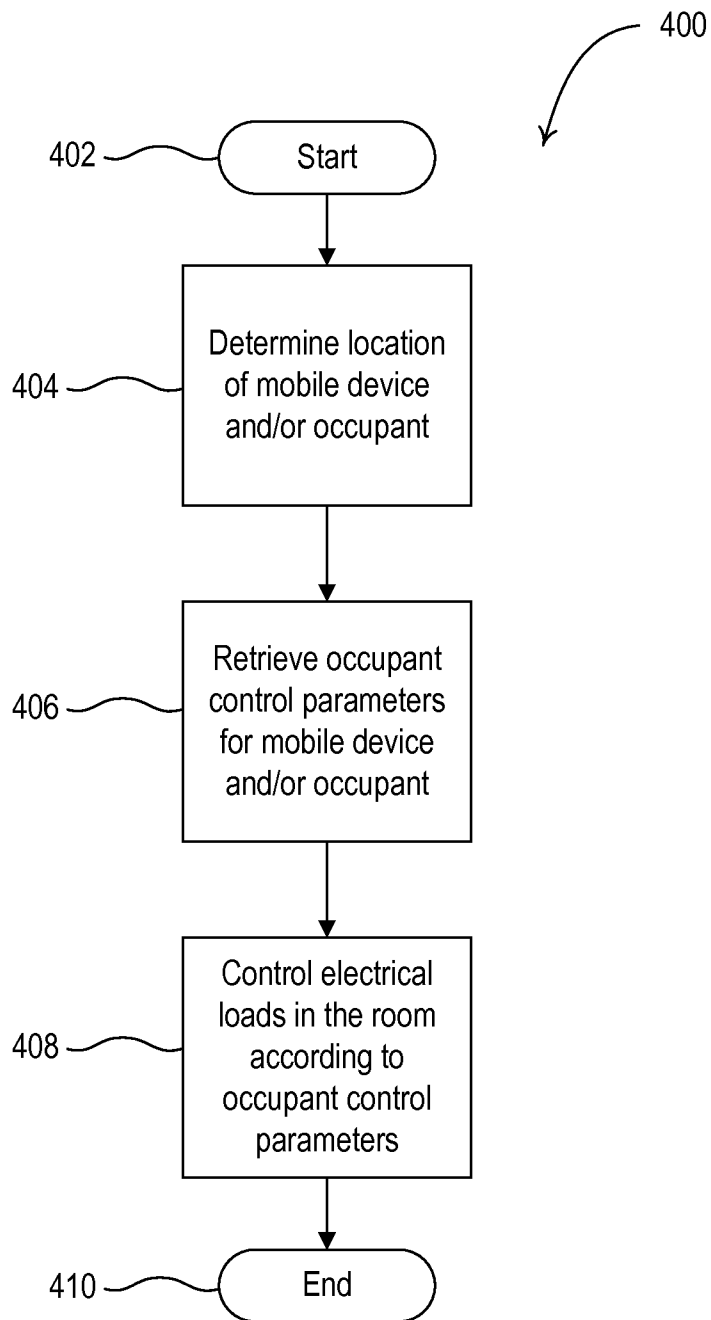 400
402
Start
404
Determine location
of mobile device
and/or occupant
406
Retrieve occupant
control parameters
for mobile device
and/or occupant
408
Control electrical
loads in the room
according to
occupant control
parameters
410
End